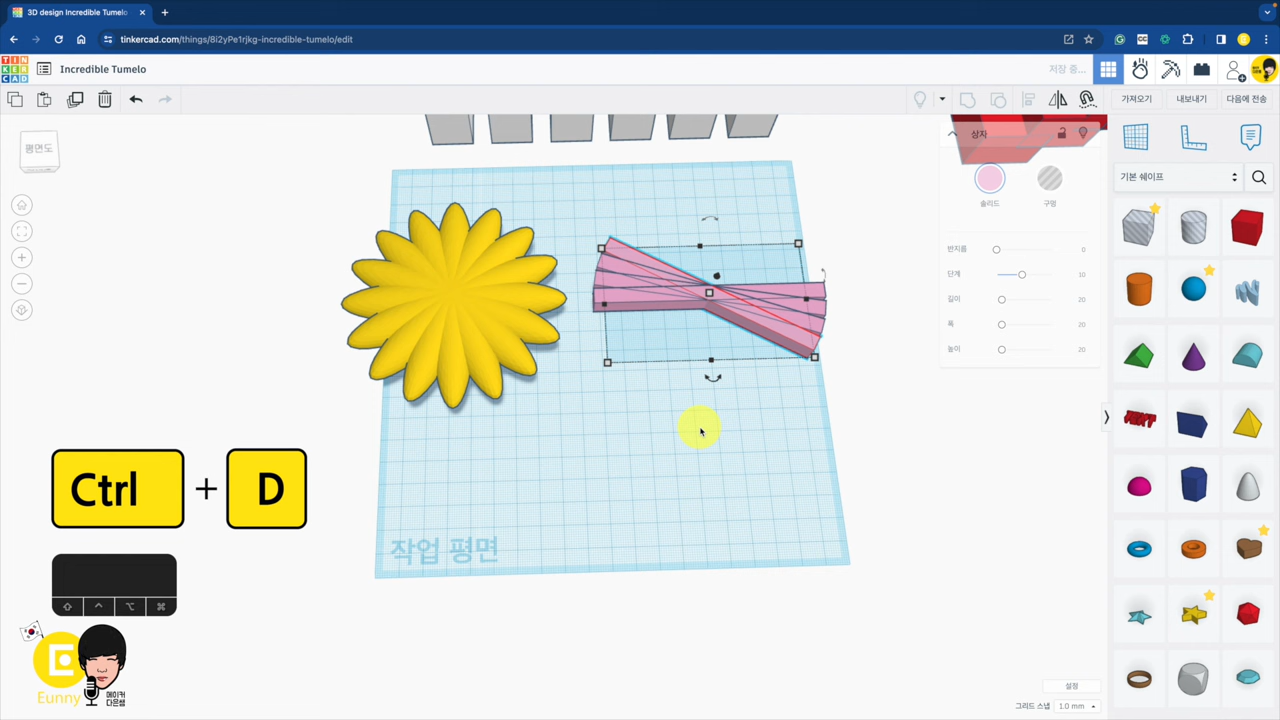 3D design Incredible Tumelo
tinkercad.com/things/8i2yPe1rjkg-incredible-tumelo/edit
TIN
KER
CAD
Incredible Tumelo
저장 중...
가져오기
내보내기
다음에 전송
평면도
상자
솔리드
구멍
반지름
0
단계
10
길이
20
폭
20
높이
20
기본 쉐이프
작업 평면
Ctrl + D
Eunny
메이커
다은쌤
설정
그리드 스냅
1.0 mm